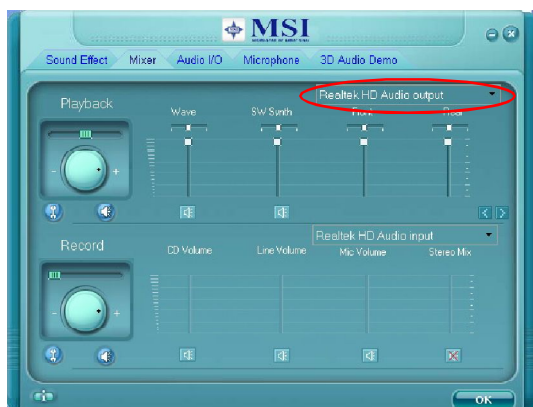 MSI
Sound Effect Mixer Audio I/O Microphone 3D Audio Demo
Realtek HD Audio output
Playback
Wave SW Synth Front Rear
Realtek HD Audio input
Record
CD Volume Line Volume Mic Volume Stereo Mix
OK